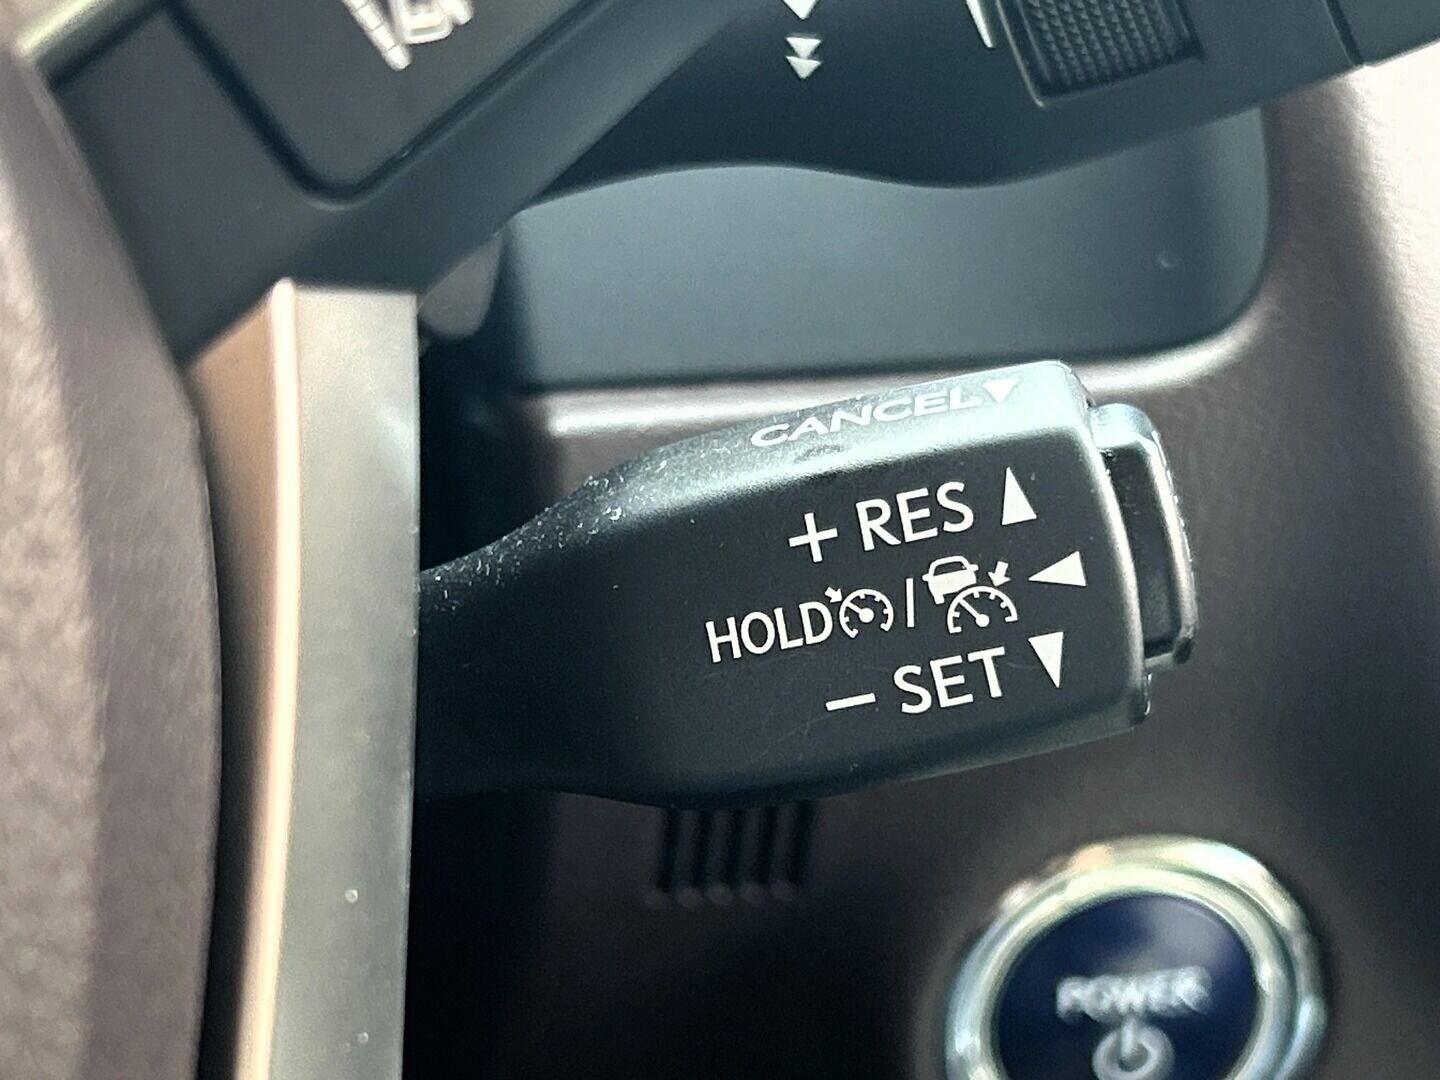 CANCEL
+ RES
HOLD /
− SET
POWER